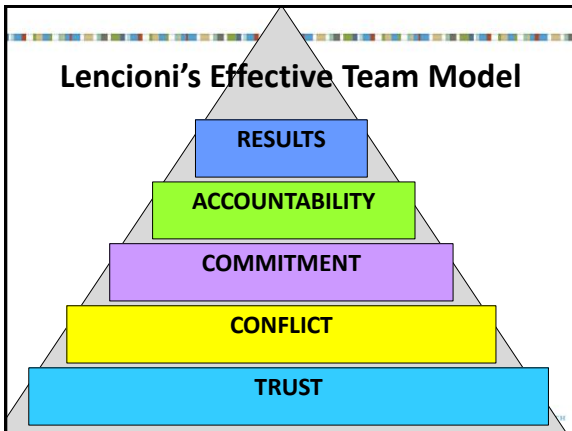 Lencioni’s Effective Team Model
RESULTS
ACCOUNTABILITY
COMMITMENT
CONFLICT
TRUST